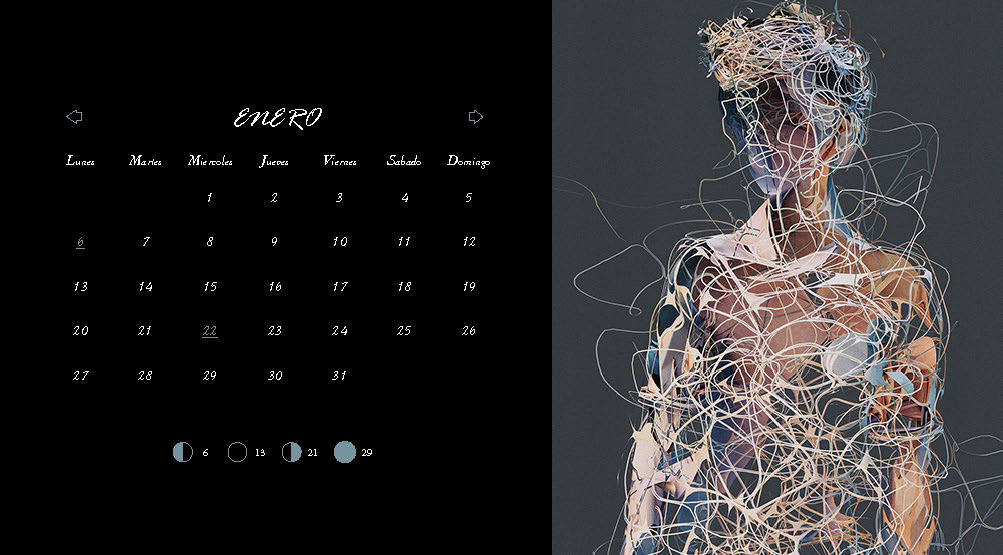 ENERO
Lunes Martes Miercoles Jueves Viernes Sabado Domingo
1 2 3 4 5
6 7 8 9 10 11 12
13 14 15 16 17 18 19
20 21 22 23 24 25 26
27 28 29 30 31
6 13 21 29